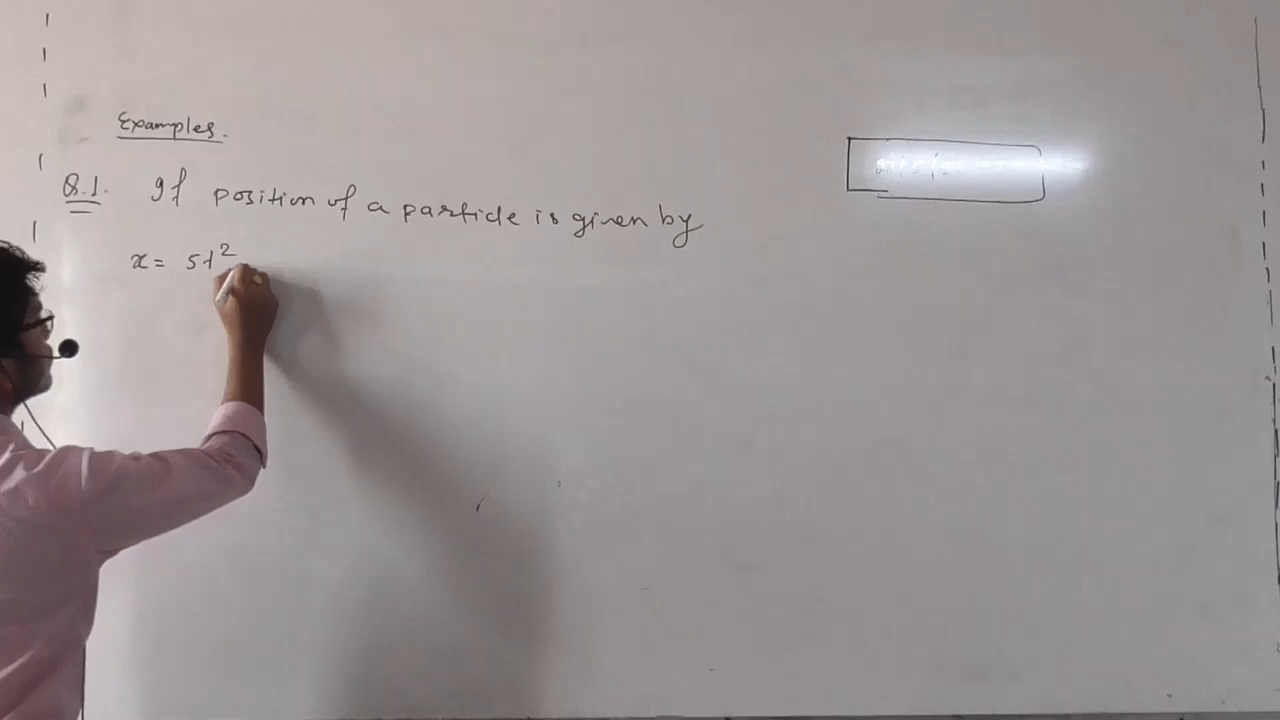 Examples.
Q.1. If position of a particle is given by
x = 5t²